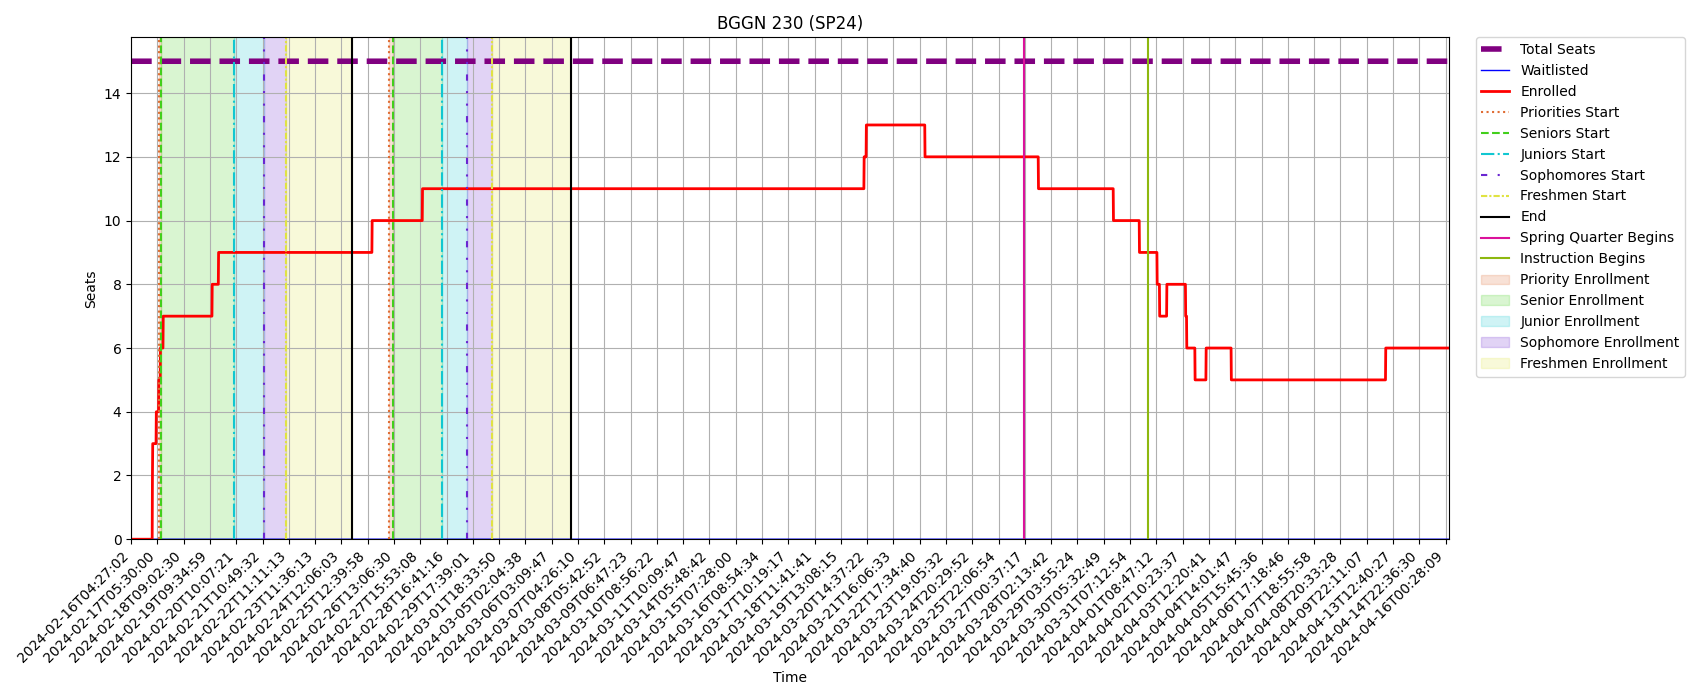 BGGN 230 (SP24)
Seats
14
12
10
8
6
4
2
0
2024-02-16T04:27:02
2024-02-17T05:30:00
2024-02-18T09:02:30
2024-02-19T09:34:59
2024-02-20T10:07:21
2024-02-21T10:49:32
2024-02-22T11:11:13
2024-02-23T11:36:13
2024-02-24T12:06:03
2024-02-25T12:39:58
2024-02-26T13:06:30
2024-02-27T15:53:08
2024-02-28T16:41:16
2024-02-29T17:39:01
2024-03-01T18:33:50
2024-03-05T02:04:38
2024-03-06T03:09:47
2024-03-07T04:26:10
2024-03-08T05:42:52
2024-03-09T06:47:23
2024-03-10T08:56:22
2024-03-11T10:09:47
2024-03-14T05:48:42
2024-03-15T07:28:00
2024-03-16T08:54:34
2024-03-17T10:19:17
2024-03-18T11:41:41
2024-03-19T13:08:15
2024-03-20T14:37:22
2024-03-21T16:06:33
2024-03-22T17:34:40
2024-03-23T19:05:32
2024-03-24T20:29:52
2024-03-25T22:06:54
2024-03-27T00:37:17
2024-03-28T02:13:42
2024-03-29T03:55:24
2024-03-30T05:32:49
2024-03-31T07:12:54
2024-04-01T08:47:12
2024-04-02T10:23:37
2024-04-03T12:20:41
2024-04-04T14:01:47
2024-04-05T15:45:36
2024-04-06T17:18:46
2024-04-07T18:55:58
2024-04-08T20:33:28
2024-04-09T22:11:07
2024-04-13T12:40:27
2024-04-14T22:36:30
2024-04-16T00:28:09
Time
Total Seats
Waitlisted
Enrolled
Priorities Start
Seniors Start
Juniors Start
Sophomores Start
Freshmen Start
End
Spring Quarter Begins
Instruction Begins
Priority Enrollment
Senior Enrollment
Junior Enrollment
Sophomore Enrollment
Freshmen Enrollment